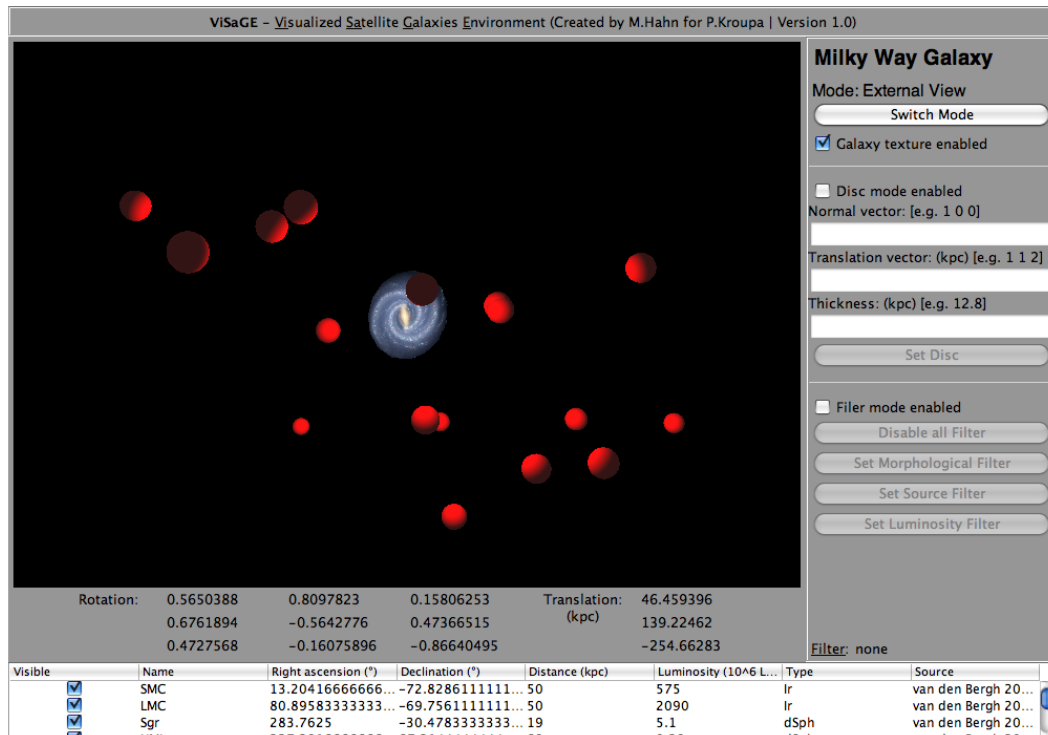 ViSaGE – Visualized Satellite Galaxies Environment (Created by M.Hahn for P.Kroupa | Version 1.0)
Milky Way Galaxy
Mode: External View
Switch Mode
Galaxy texture enabled
Disc mode enabled
Normal vector: [e.g. 1 0 0]
Translation vector: (kpc) [e.g. 1 1 2]
Thickness: (kpc) [e.g. 12.8]
Set Disc
Filer mode enabled
Disable all Filter
Set Morphological Filter
Set Source Filter
Set Luminosity Filter
Filter: none
Rotation: 0.5650388 0.8097823 0.15806253 Translation: (kpc) 46.459396
0.6761894 −0.5642776 0.47366515 139.22462
0.4727568 −0.16075896 −0.86640495 −254.66283
Visible Name Right ascension (°) Declination (°) Distance (kpc) Luminosity (10^6 L... Type Source
SMC 13.20416666666... −72.8286111111... 50 575 Ir van den Bergh 20...
LMC 80.89583333333... −69.7561111111... 50 2090 Ir van den Bergh 20...
Sgr 283.7625 −30.4783333333... 19 5.1 dSph van den Bergh 20...